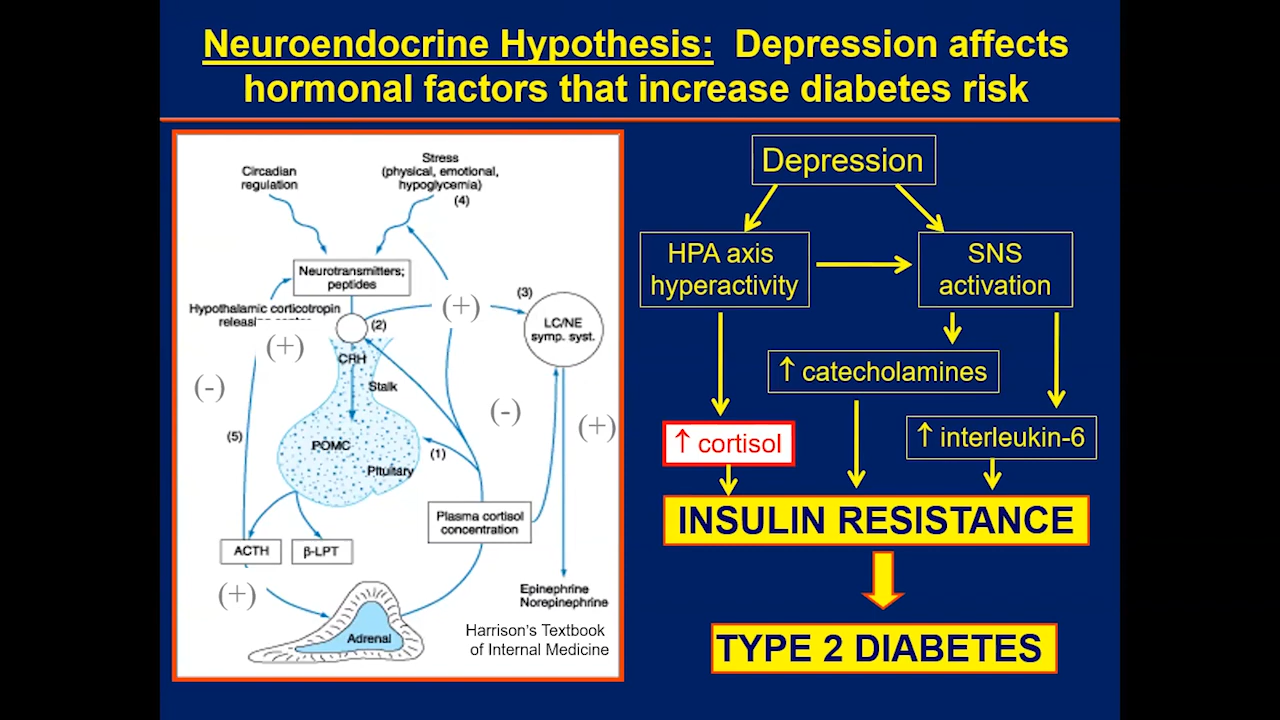 Neuroendocrine Hypothesis: Depression affects
hormonal factors that increase diabetes risk
Circadian
regulation
Stress
(physical, emotional,
hypoglycemia)
(4)
Neurotransmitters;
peptides
Hypothalamic corticotropin
(+)
(2)
(+)
(3)
LC/NE
symp. syst.
CRH
Stalk
(-)
(-)
(+)
(5)
POMC
Pituitary
(1)
Plasma cortisol
concentration
ACTH
β-LPT
(+)
Adrenal
Epinephrine
Norepinephrine
Harrison's Textbook
of Internal Medicine
Depression
HPA axis
hyperactivity
SNS
activation
↑ catecholamines
↑ cortisol
↑ interleukin-6
INSULIN RESISTANCE
TYPE 2 DIABETES